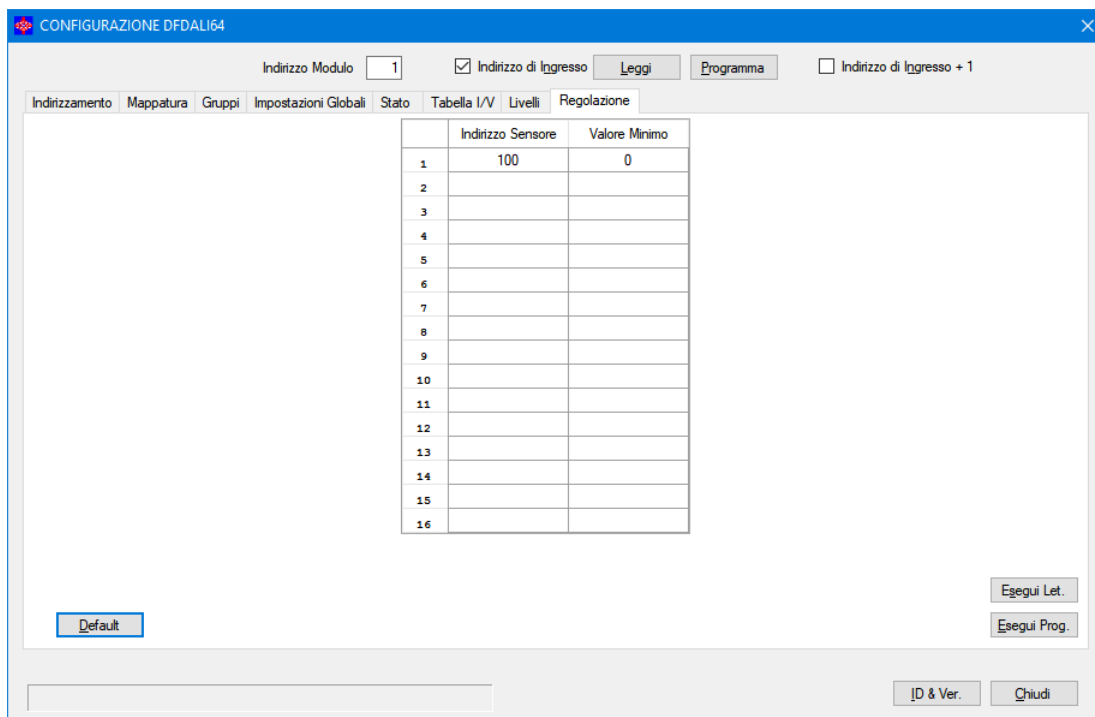 CONFIGURAZIONE DFDALI64
Indirizzo Modulo 1 Indirizzo di Ingresso Leggi Programma Indirizzo di Ingresso + 1
Indirizzamento Mappatura Gruppi Impostazioni Globali Stato Tabella I/V Livelli Regolazione
Indirizzo Sensore Valore Minimo
1 100 0
2
3
4
5
6
7
8
9
10
11
12
13
14
15
16
Esegui Let.
Default Esegui Prog.
ID & Ver. Chiudi